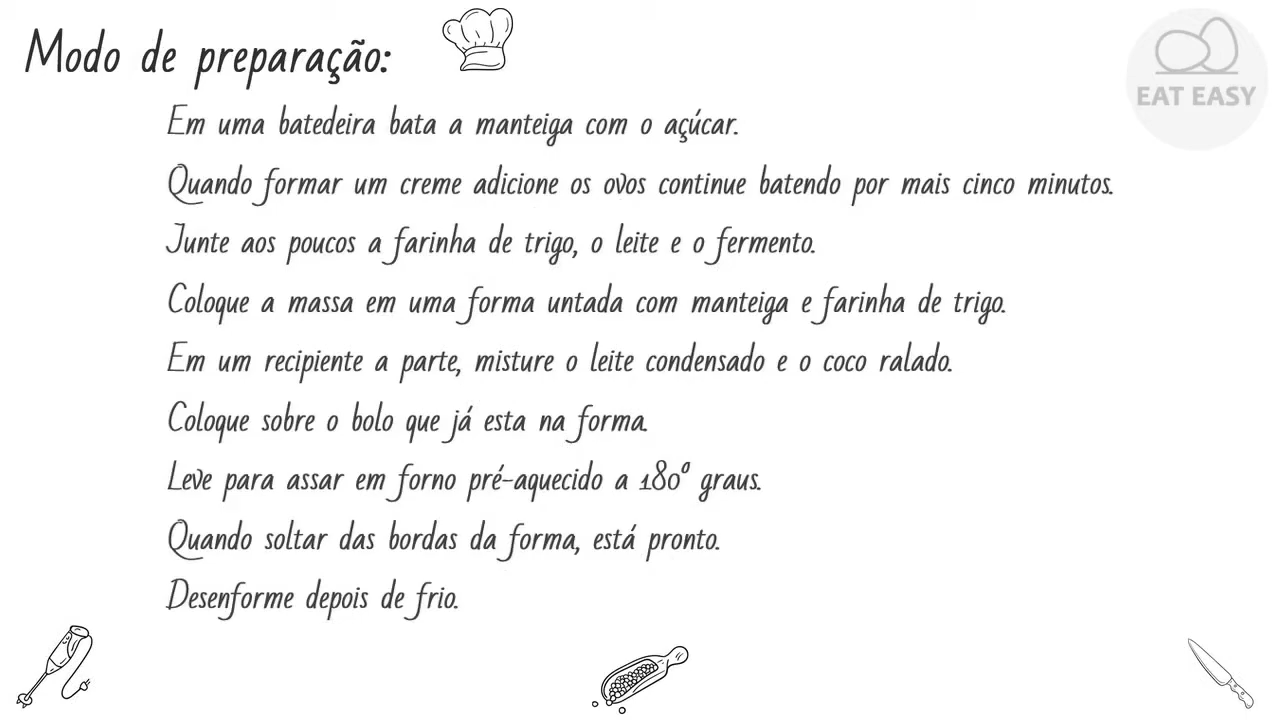 Modo de preparação:
EAT EASY
Em uma batedeira bata a manteiga com o açúcar.
Quando formar um creme adicione os ovos continue batendo por mais cinco minutos.
Junte aos poucos a farinha de trigo, o leite e o fermento.
Coloque a massa em uma forma untada com manteiga e farinha de trigo.
Em um recipiente a parte, misture o leite condensado e o coco ralado.
Coloque sobre o bolo que já esta na forma.
Leve para assar em forno pré-aquecido a 180º graus.
Quando soltar das bordas da forma, está pronto.
Desenforme depois de frio.